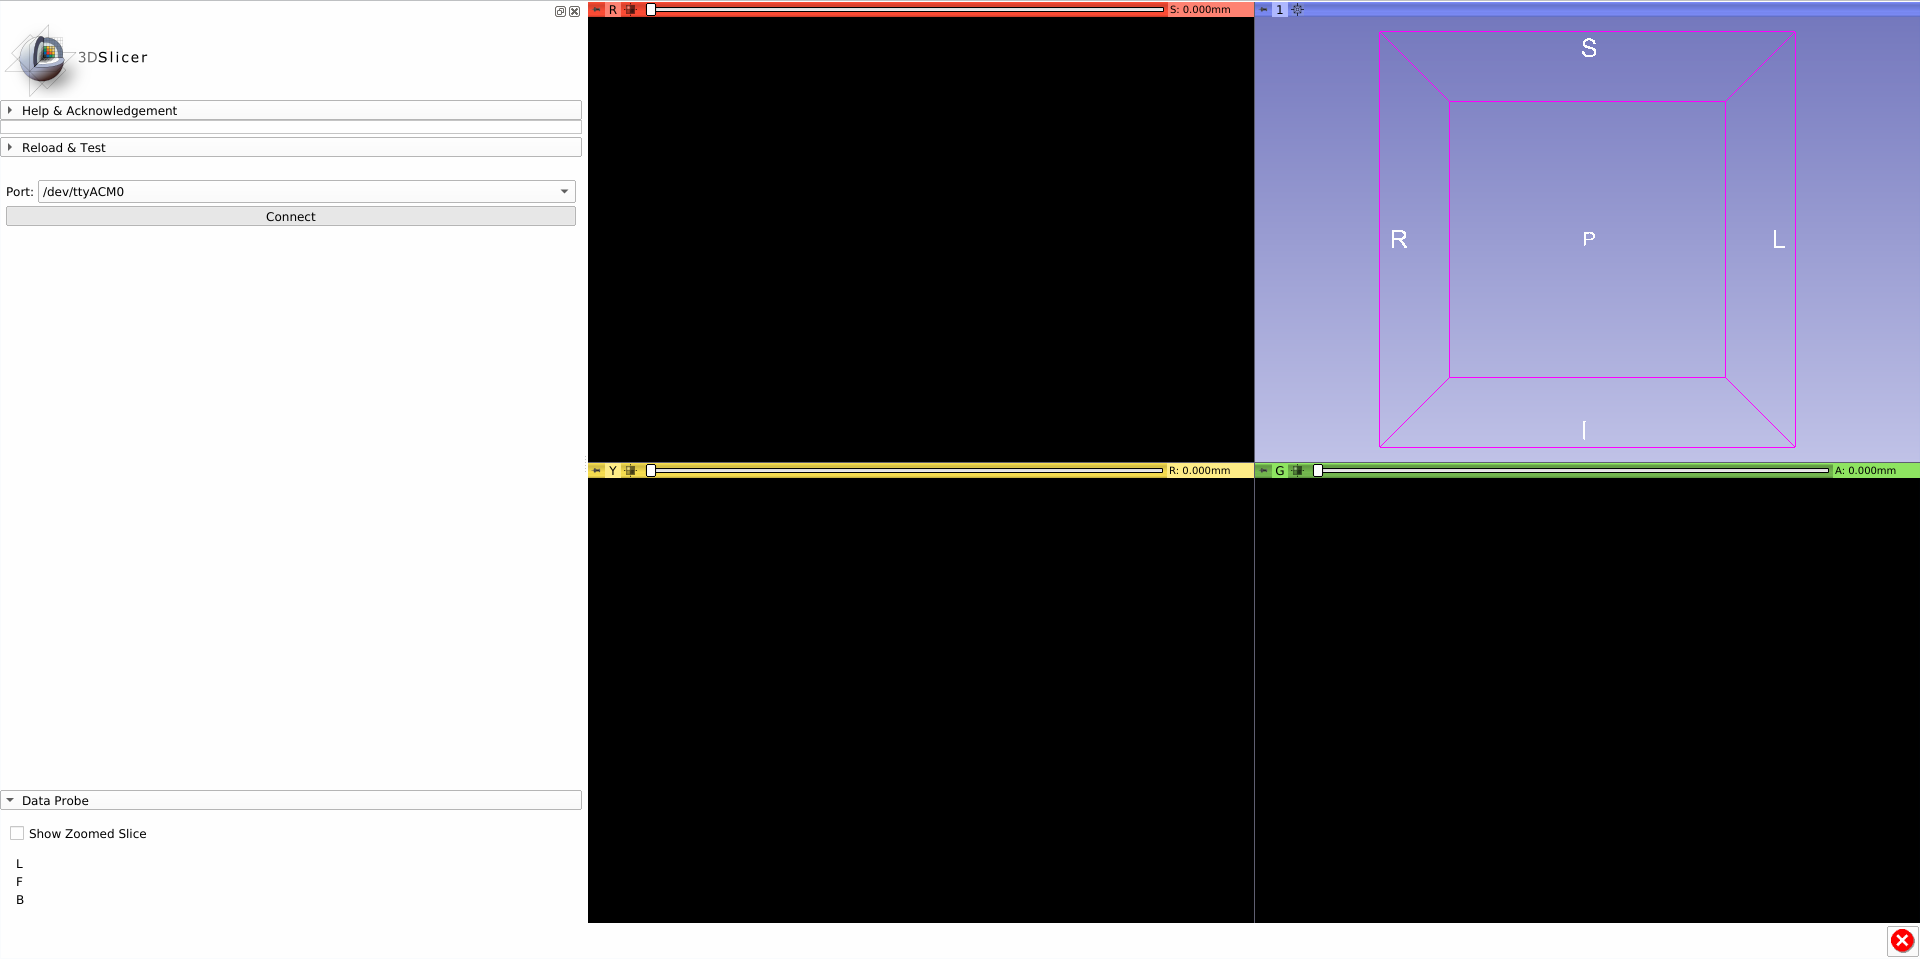 3DSlicer
Help & Acknowledgement
Reload & Test
Port: /dev/ttyACM0
Connect
Data Probe
Show Zoomed Slice
L
F
B
R S: 0.000mm
1
S
R P L
I
Y R: 0.000mm
G A: 0.000mm